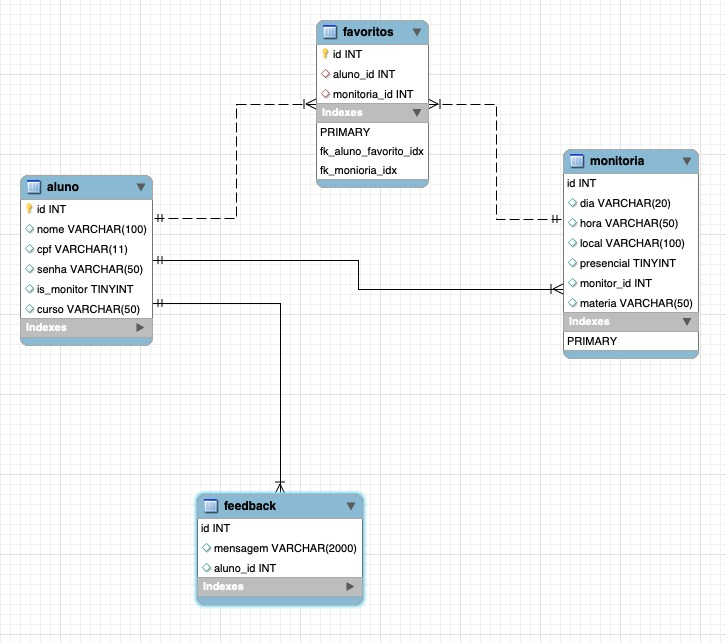 favoritos
id INT
aluno_id INT
monitoria_id INT
Indexes
PRIMARY
fk_aluno_favorito_idx
fk_monioria_idx
monitoria
id INT
dia VARCHAR(20)
hora VARCHAR(50)
local VARCHAR(100)
presencial TINYINT
monitor_id INT
materia VARCHAR(50)
Indexes
PRIMARY
aluno
id INT
nome VARCHAR(100)
cpf VARCHAR(11)
senha VARCHAR(50)
is_monitor TINYINT
curso VARCHAR(50)
Indexes
feedback
id INT
mensagem VARCHAR(2000)
aluno_id INT
Indexes